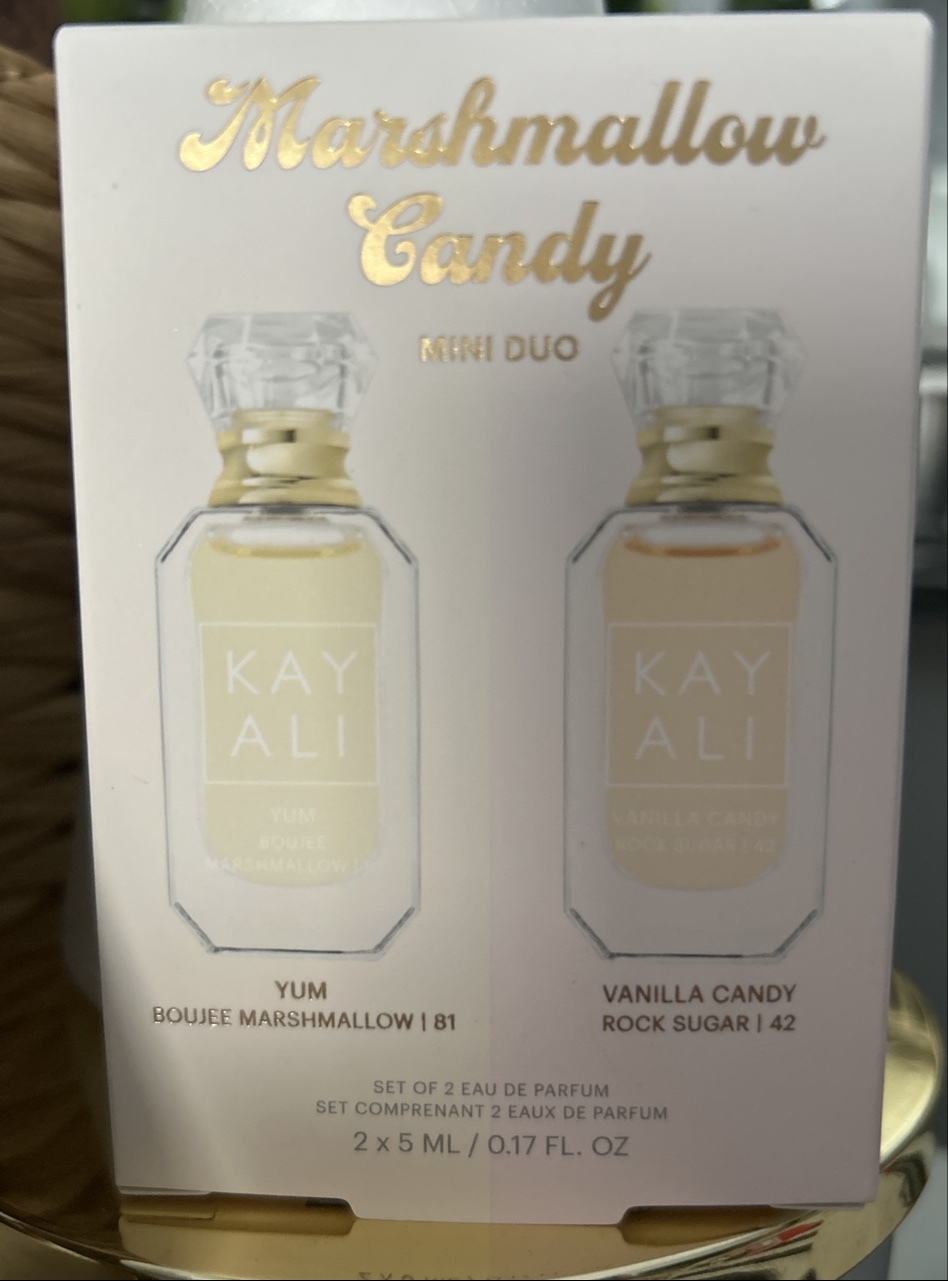 Marshmallow
Candy
MINI DUO
KAY
ALI
YUM
BOUJEE
MARSHMALLOW |
KAY
ALI
VANILLA CANDY
ROCK SUGAR | 42
YUM
BOUJEE MARSHMALLOW | 81
VANILLA CANDY
ROCK SUGAR | 42
SET OF 2 EAU DE PARFUM
SET COMPRENANT 2 EAUX DE PARFUM
2 x 5 ML / 0.17 FL. OZ